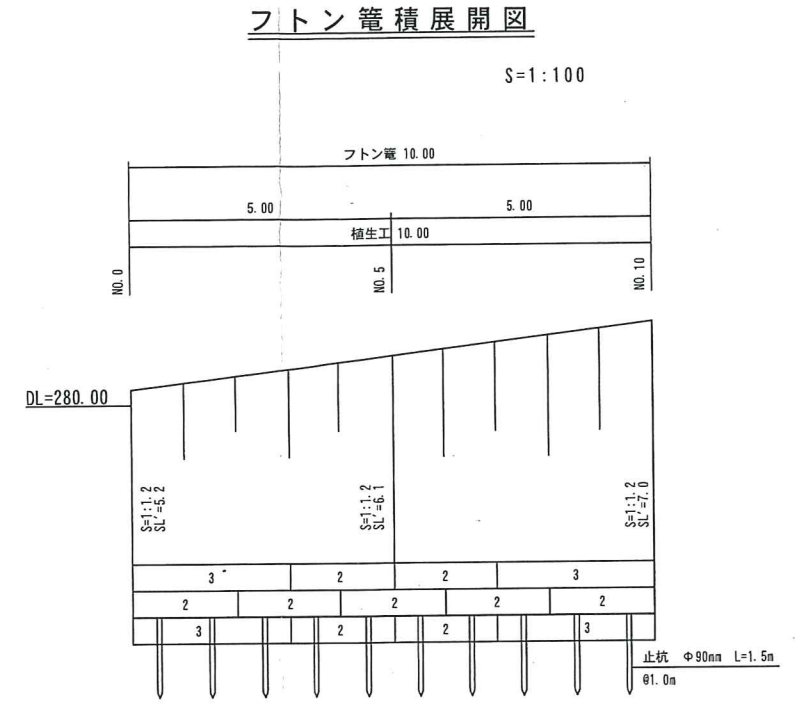 フトン篭積展開図
S=1:100
フトン篭 10.00
5.00
5.00
植生工 10.00
NO.0
NO.5
NO.10
DL=280.00
S=1:1.2
SL'=5.2
S=1:1.2
SL'=6.1
S=1:1.2
SL'=7.0
3 2 2 3
2 2 2 2 2
3 2 2 3
止杭 Φ90mm L=1.5m
@1.0m